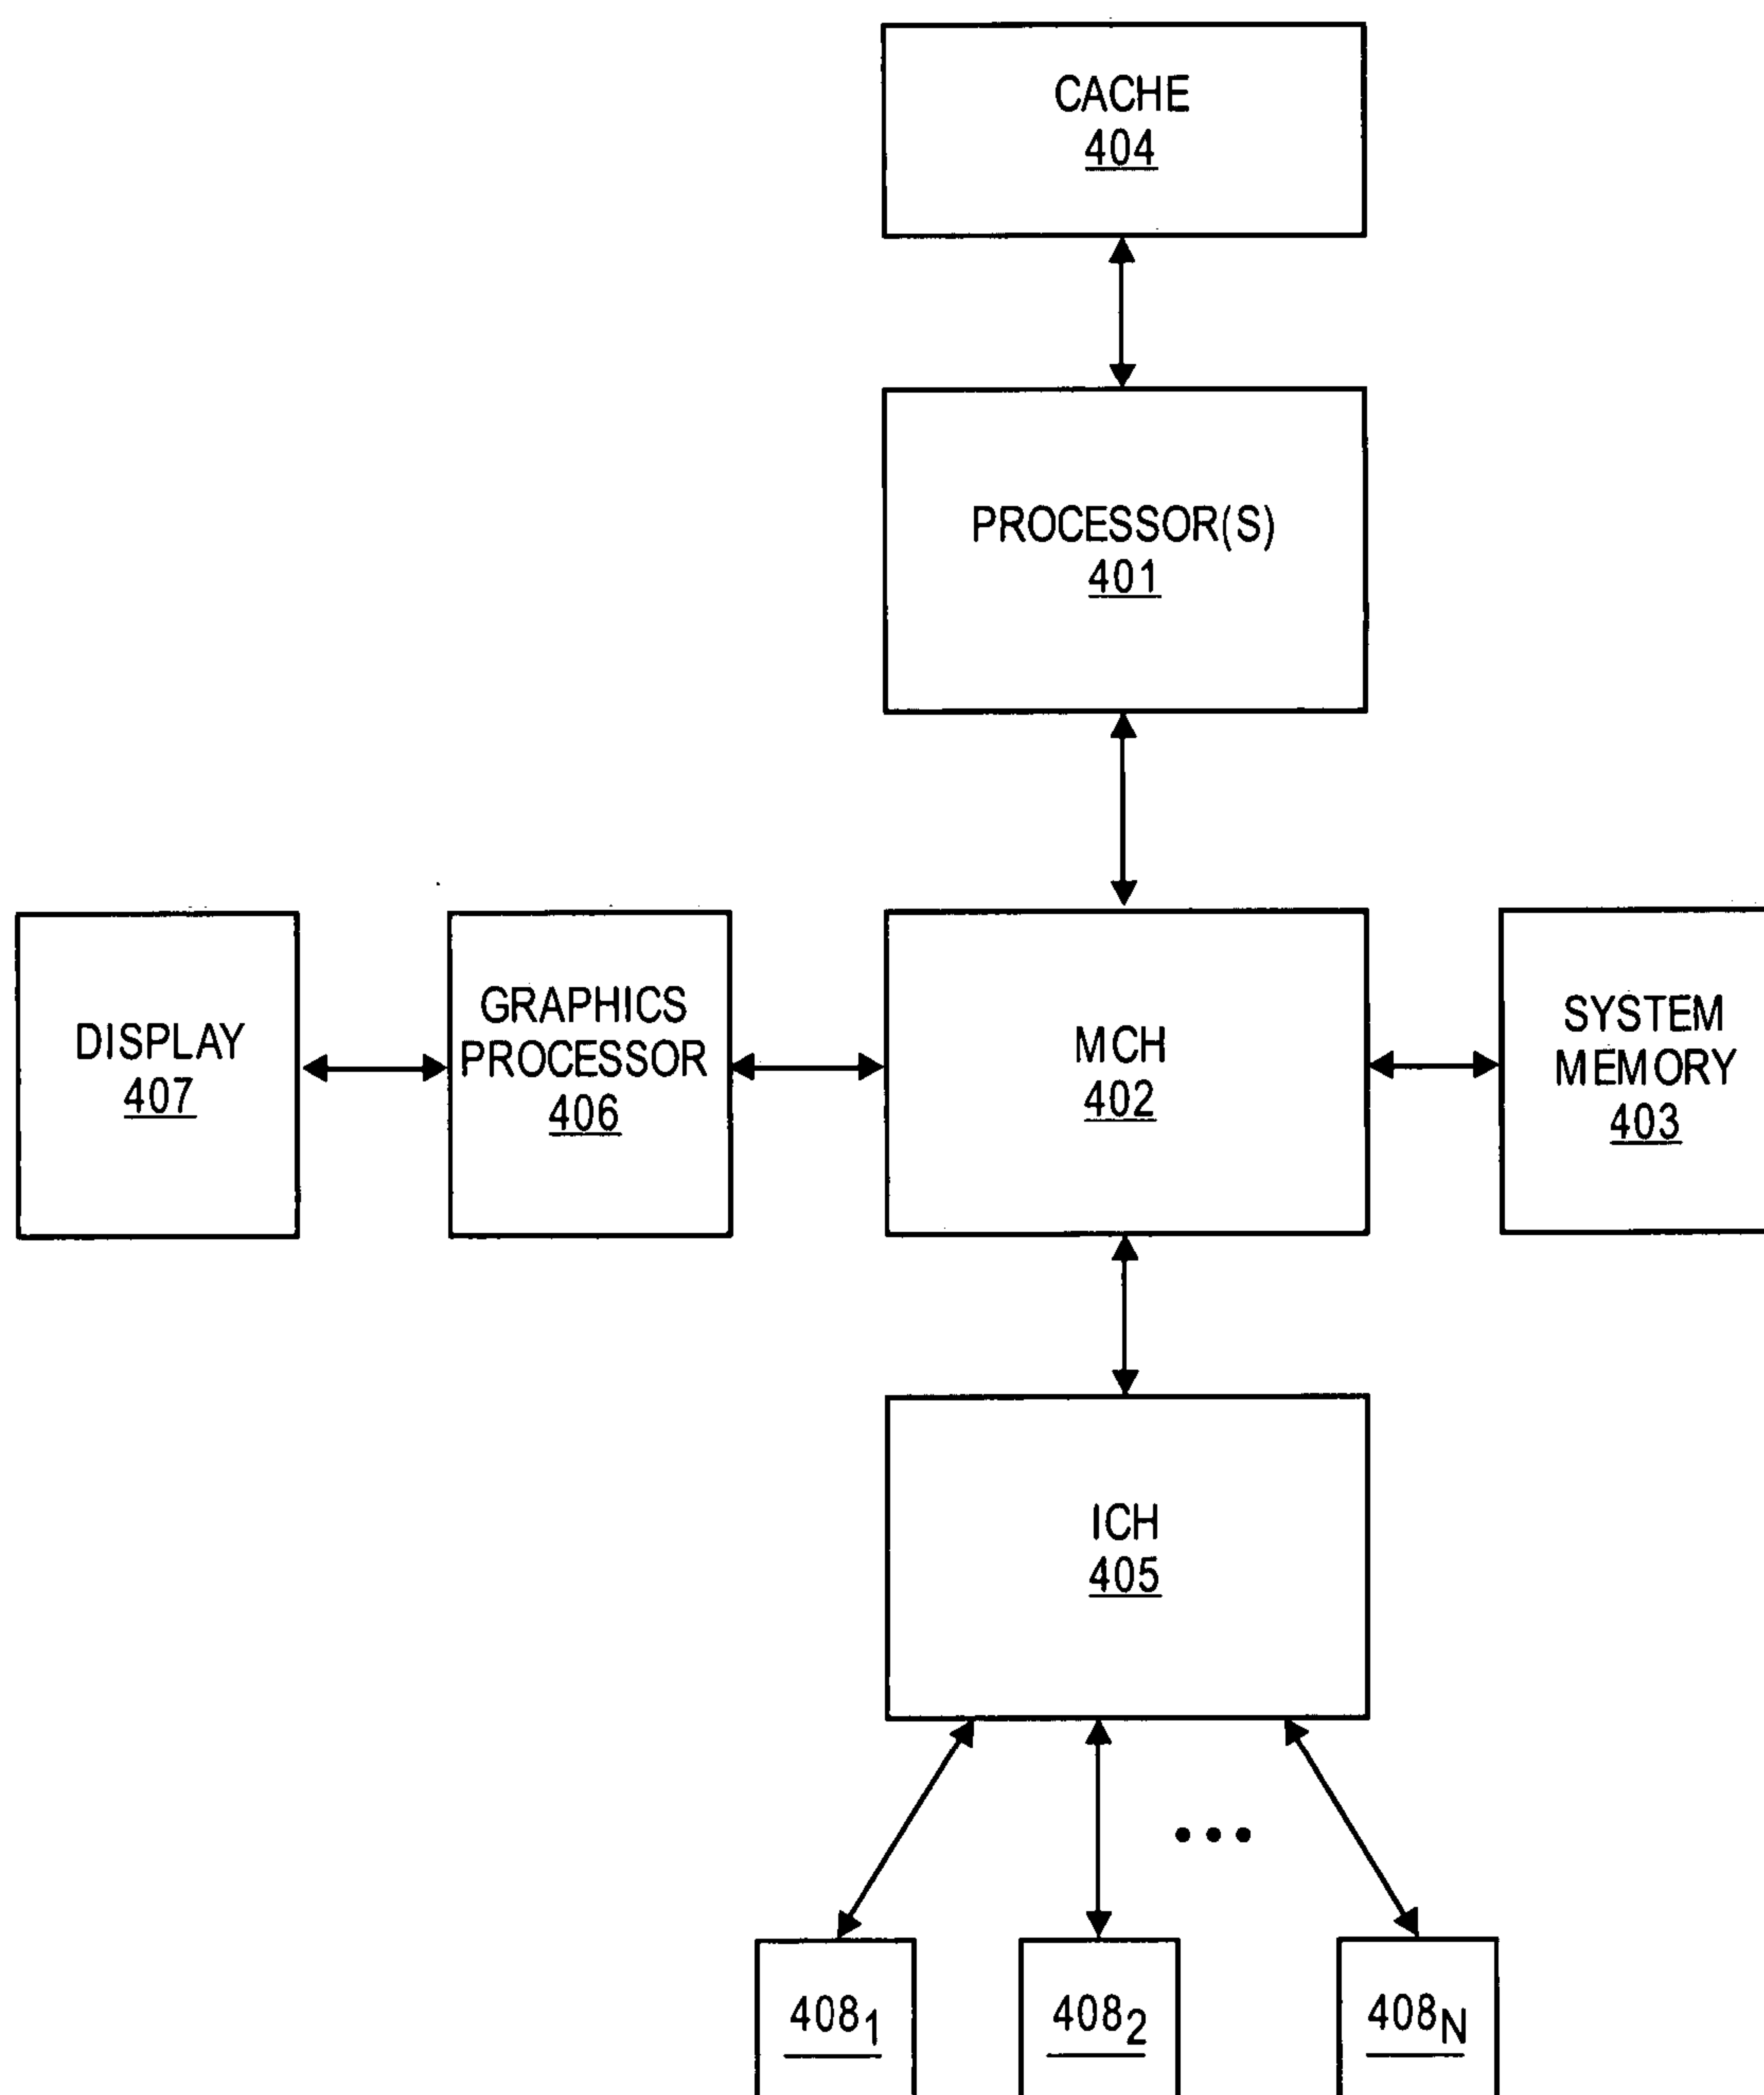 CACHE
404
PROCESSOR(S)
401
DISPLAY
407
GRAPHICS
PROCESSOR
406
MCH
402
SYSTEM
MEMORY
403
ICH
405
•••
408₁
408₂
408N